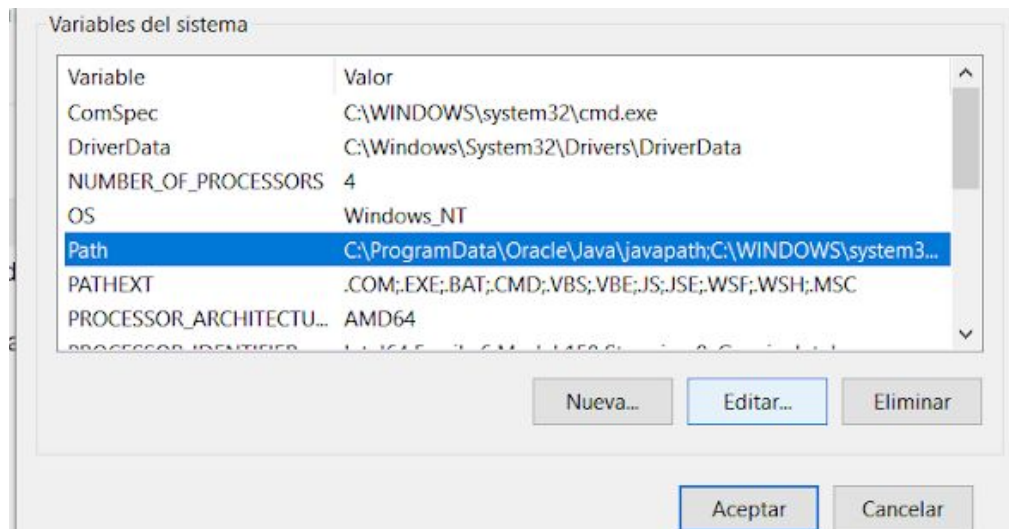 Variables del sistema
Variable Valor
ComSpec C:\WINDOWS\system32\cmd.exe
DriverData C:\Windows\System32\Drivers\DriverData
NUMBER_OF_PROCESSORS 4
OS Windows_NT
Path C:\ProgramData\Oracle\Java\javapath;C:\WINDOWS\system3...
PATHEXT .COM;.EXE;.BAT;.CMD;.VBS;.VBE;.JS;.JSE;.WSF;.WSH;.MSC
PROCESSOR_ARCHITECTU... AMD64
Nueva... Editar... Eliminar
Aceptar Cancelar